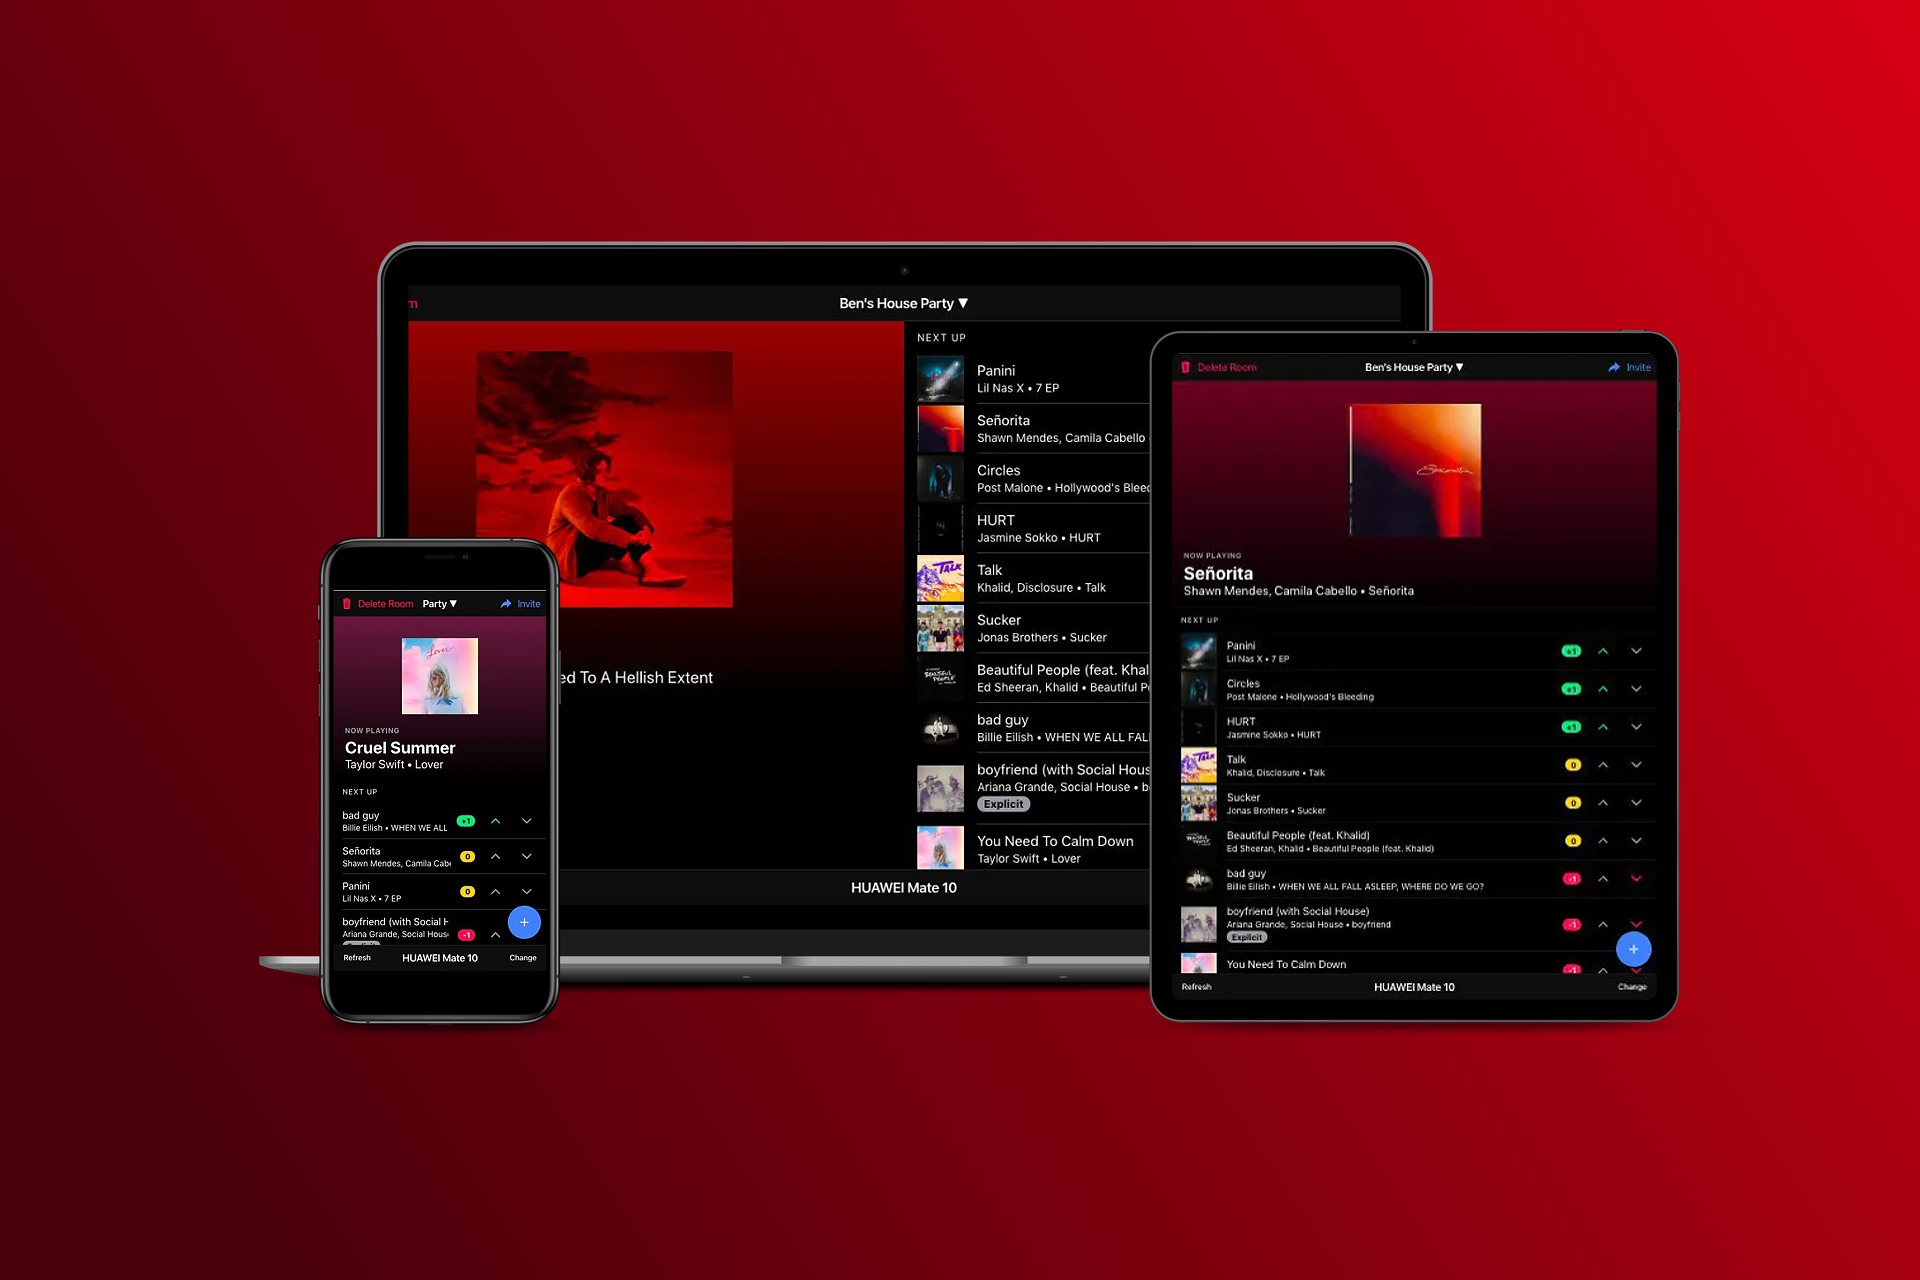 m
Ben's House Party ▼
ed To A Hellish Extent
NEXT UP
Panini
Lil Nas X • 7 EP
Señorita
Shawn Mendes, Camila Cabello
Circles
Post Malone • Hollywood's Bleed
HURT
Jasmine Sokko • HURT
TALK
Talk
Khalid, Disclosure • Talk
Sucker
Jonas Brothers • Sucker
BEAUTIFUL PEOPLE
Beautiful People (feat. Khal
Ed Sheeran, Khalid • Beautiful P
bad guy
Billie Eilish • WHEN WE ALL FAL
boyfriend (with Social Hous
Ariana Grande, Social House • b
Explicit
You Need To Calm Down
Taylor Swift • Lover
HUAWEI Mate 10
Delete Room
Party ▼
Invite
Lover
NOW PLAYING
Cruel Summer
Taylor Swift • Lover
NEXT UP
bad guy
Billie Eilish • WHEN WE ALL
+1
Señorita
Shawn Mendes, Camila Cab
0
Panini
Lil Nas X • 7 EP
0
boyfriend (with Social H
Ariana Grande, Social Hous
-1
+
Refresh
HUAWEI Mate 10
Change
Delete Room
Ben's House Party ▼
Invite
Señorita
NOW PLAYING
Señorita
Shawn Mendes, Camila Cabello • Señorita
NEXT UP
Panini
Lil Nas X • 7 EP
+1
Circles
Post Malone • Hollywood's Bleeding
+1
HURT
Jasmine Sokko • HURT
+1
TALK
Talk
Khalid, Disclosure • Talk
0
Sucker
Jonas Brothers • Sucker
0
Beautiful People (feat. Khalid)
Ed Sheeran, Khalid • Beautiful People (feat. Khalid)
0
bad guy
Billie Eilish • WHEN WE ALL FALL ASLEEP, WHERE DO WE GO?
-1
boyfriend (with Social House)
Ariana Grande, Social House • boyfriend
Explicit
-1
You Need To Calm Down
-1
+
Refresh
HUAWEI Mate 10
Change